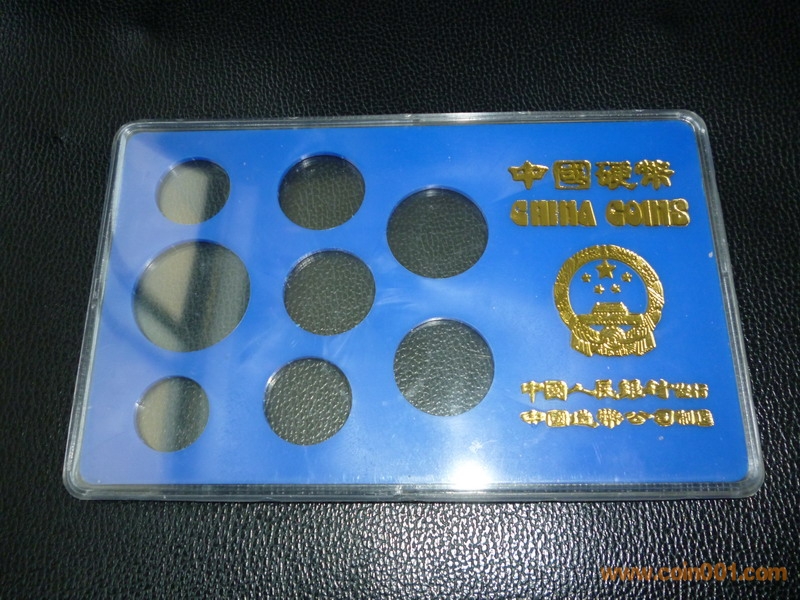 中國硬幣
CHINA COINS
中國人民銀行发行
中國造幣公司制造
www.coin001.com